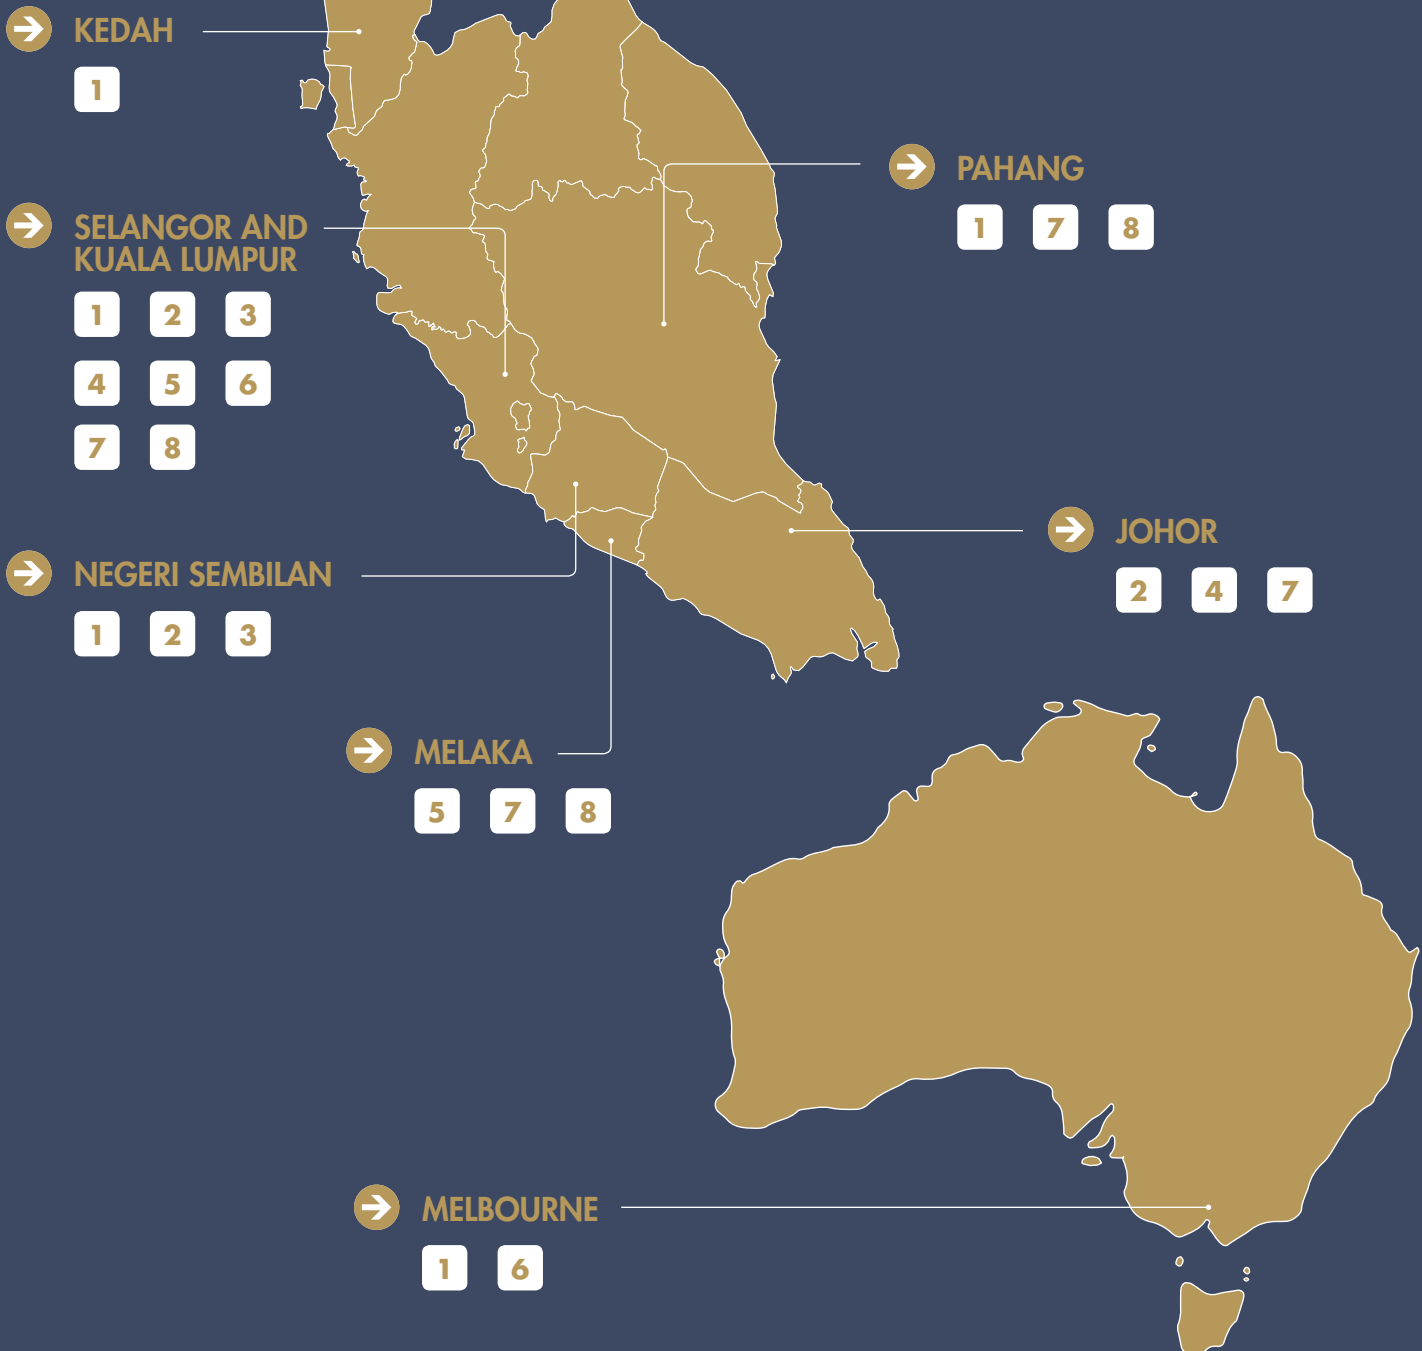 KEDAH
1
SELANGOR AND
KUALA LUMPUR
1 2 3
4 5 6
7 8
NEGERI SEMBILAN
1 2 3
MELAKA
5 7 8
PAHANG
1 7 8
JOHOR
2 4 7
MELBOURNE
1 6